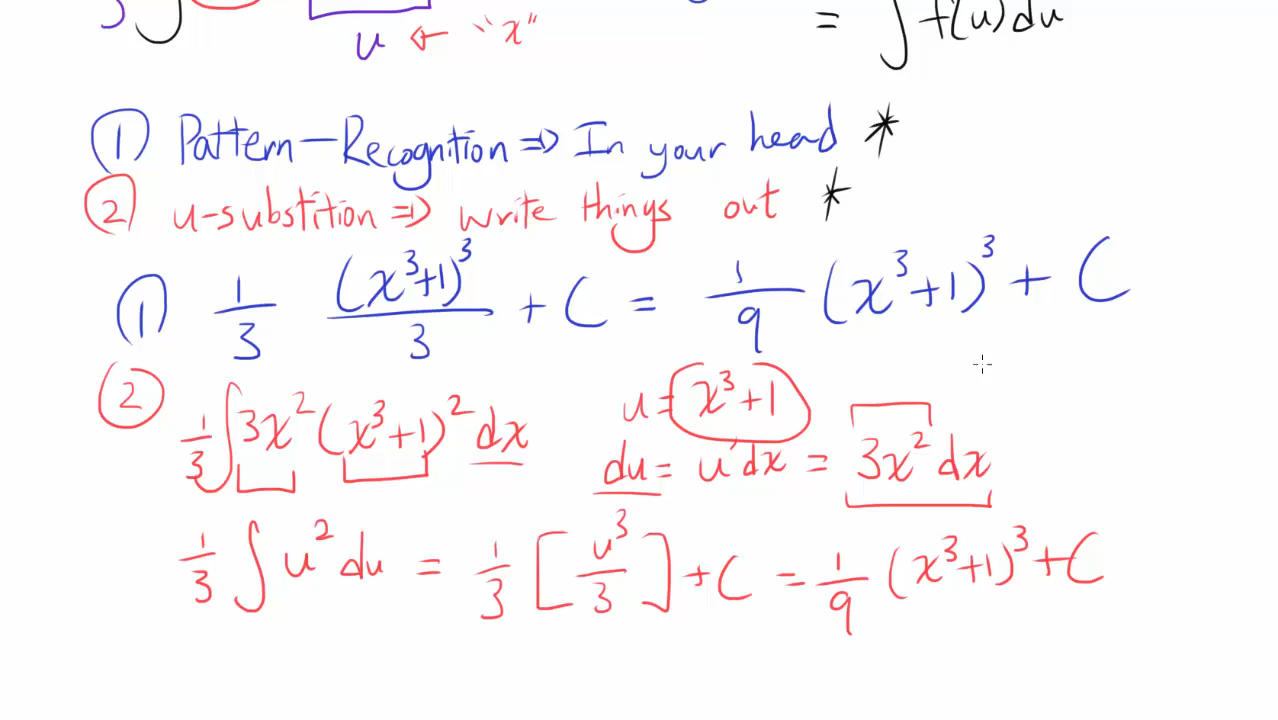 ∫ u ← "x" = ∫ f(u) du
① Pattern-Recognition ⇒ In your head *
② u-substition ⇒ write things out *
① 1/3 (x³+1)³/3 + C = 1/9 (x³+1)³ + C
② 1/3 ∫ 3x² (x³+1)² dx u = x³+1
du = u'dx = 3x² dx
1/3 ∫ u² du = 1/3 [u³/3] + C = 1/9 (x³+1)³ + C